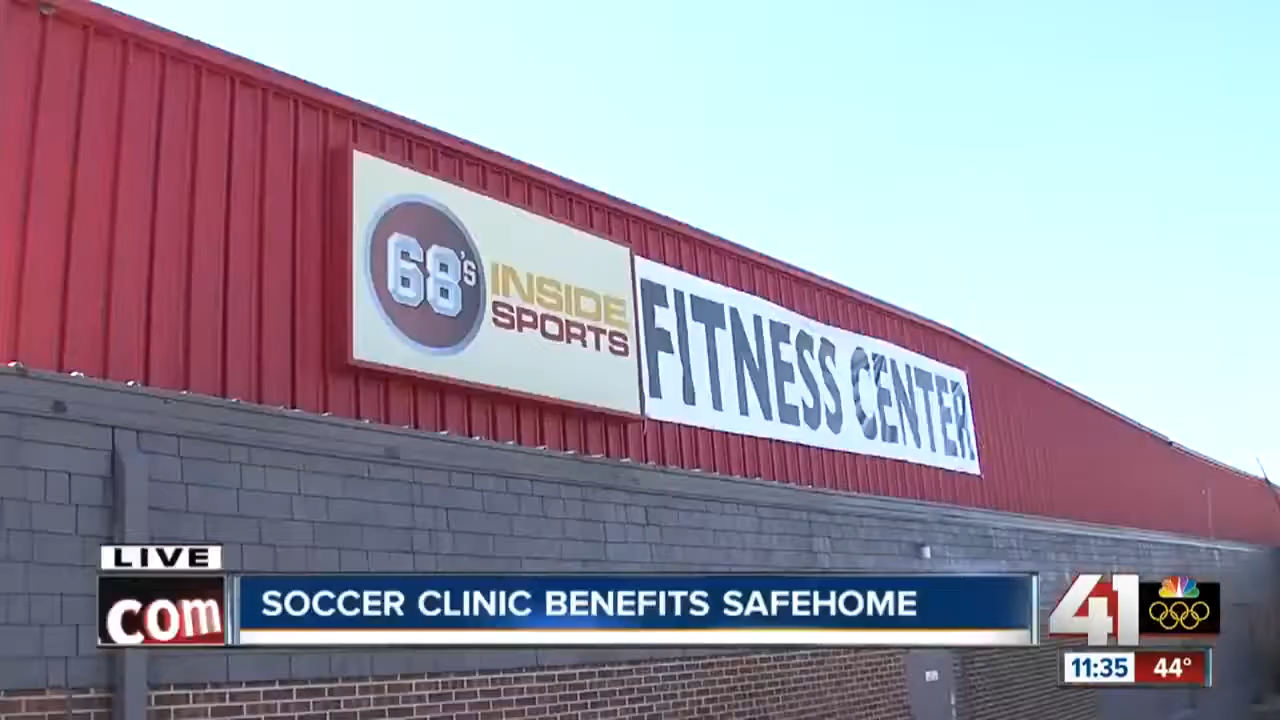 68's
INSIDE
SPORTS
FITNESS CENTER
LIVE
com
SOCCER CLINIC BENEFITS SAFEHOME
41
11:35 44°